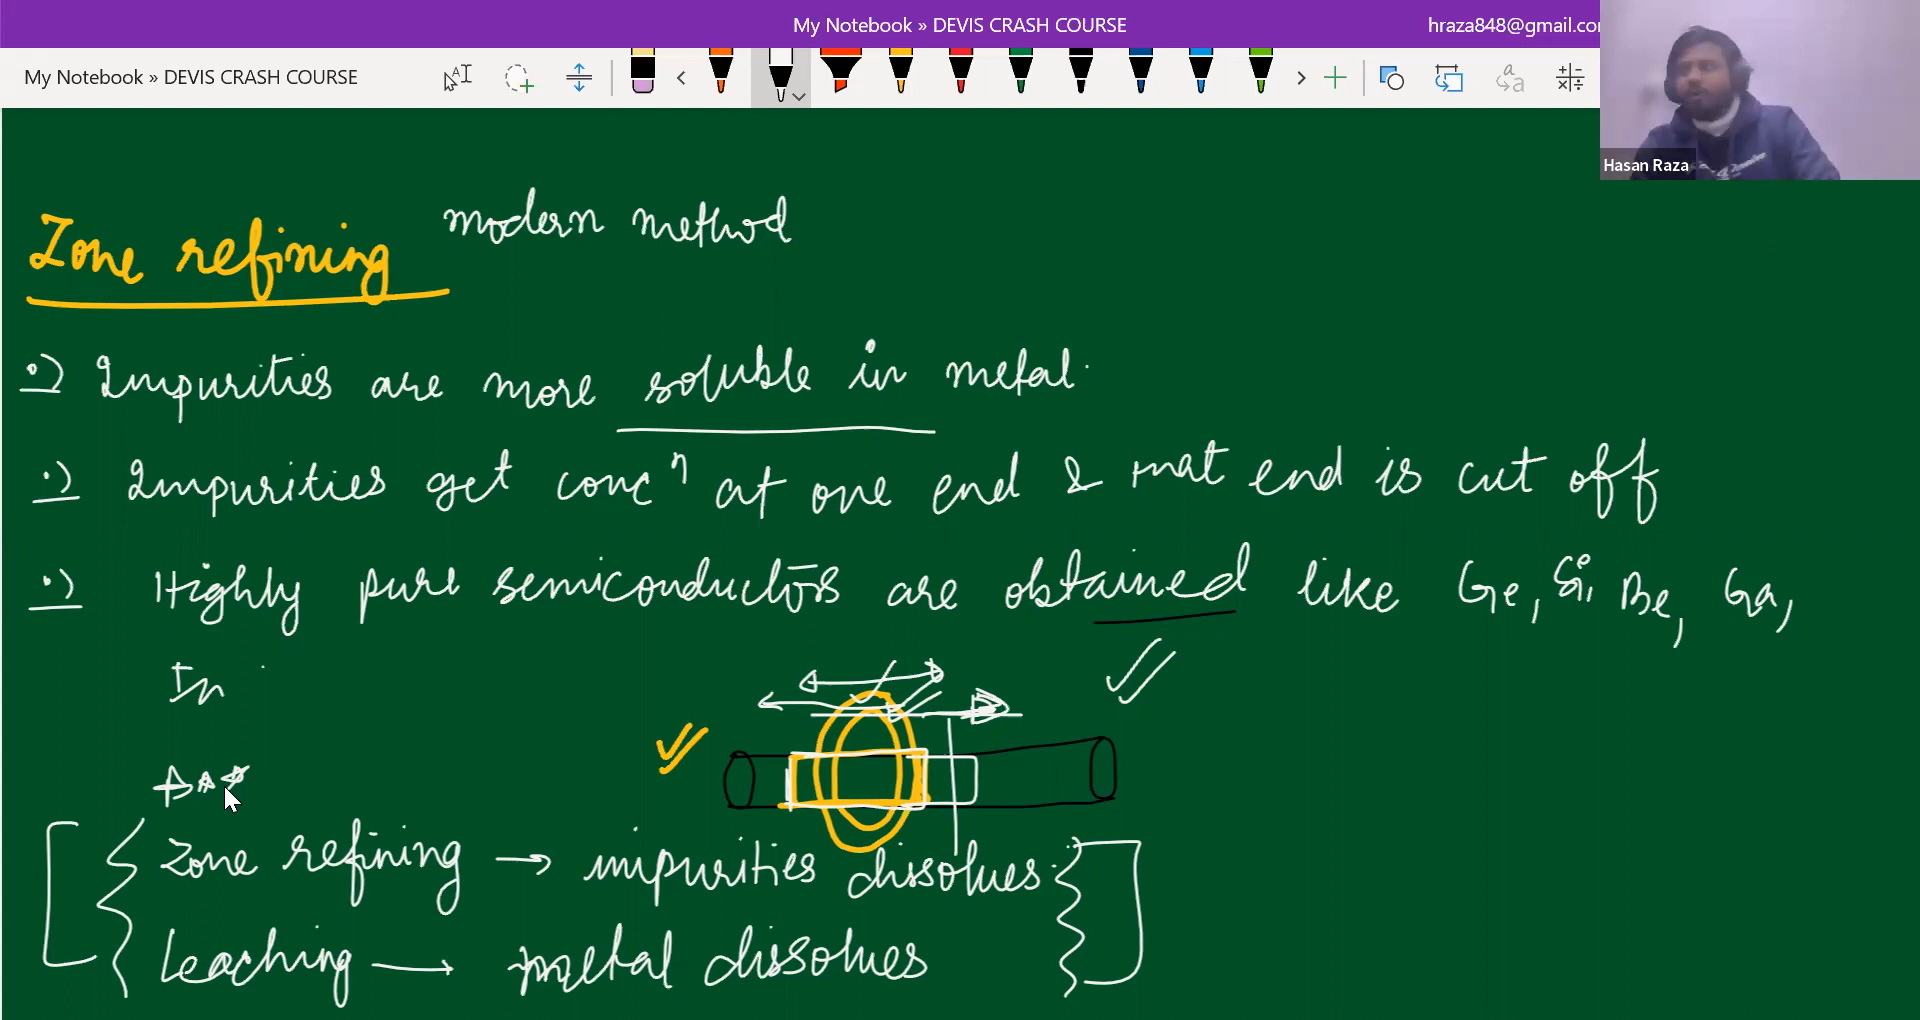 My Notebook » DEVIS CRASH COURSE
hraza848@gmail.co
My Notebook » DEVIS CRASH COURSE
Hasan Raza
Zone refining modern method
Impurities are more soluble in metal.
Impurities get concⁿ at one end & that end is cut off
Highly pure semiconductors are obtained like Ge, Si, Be, Ga,
In
Zone refining → impurities dissolves
Leaching → metal dissolves